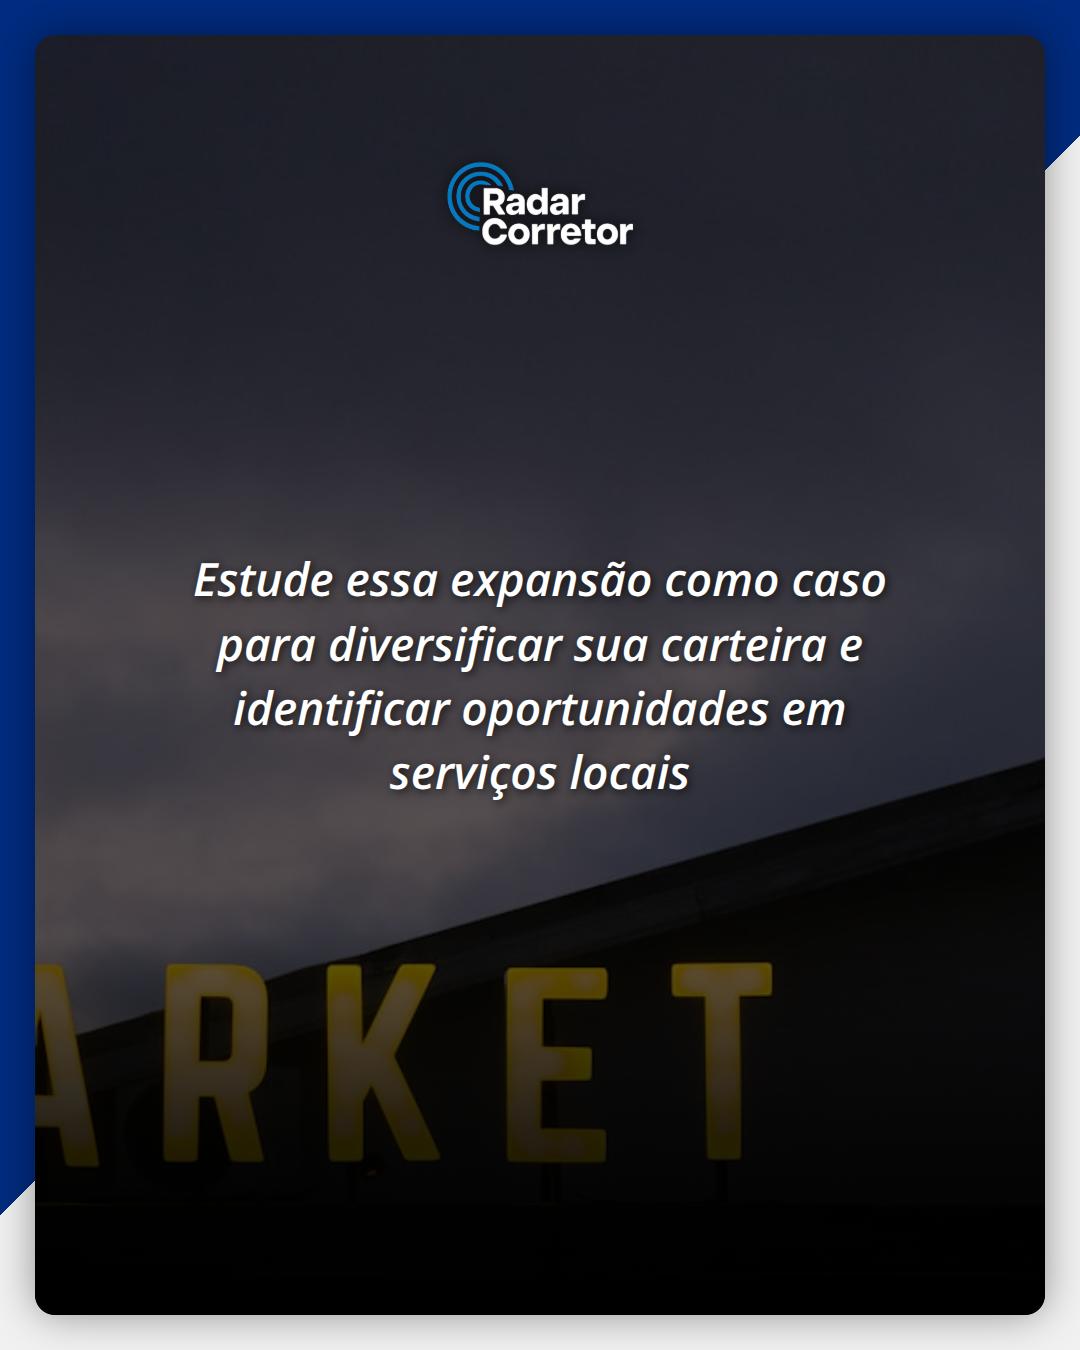 Radar
Corretor
Estude essa expansão como caso
para diversificar sua carteira e
identificar oportunidades em
serviços locais
ARKET